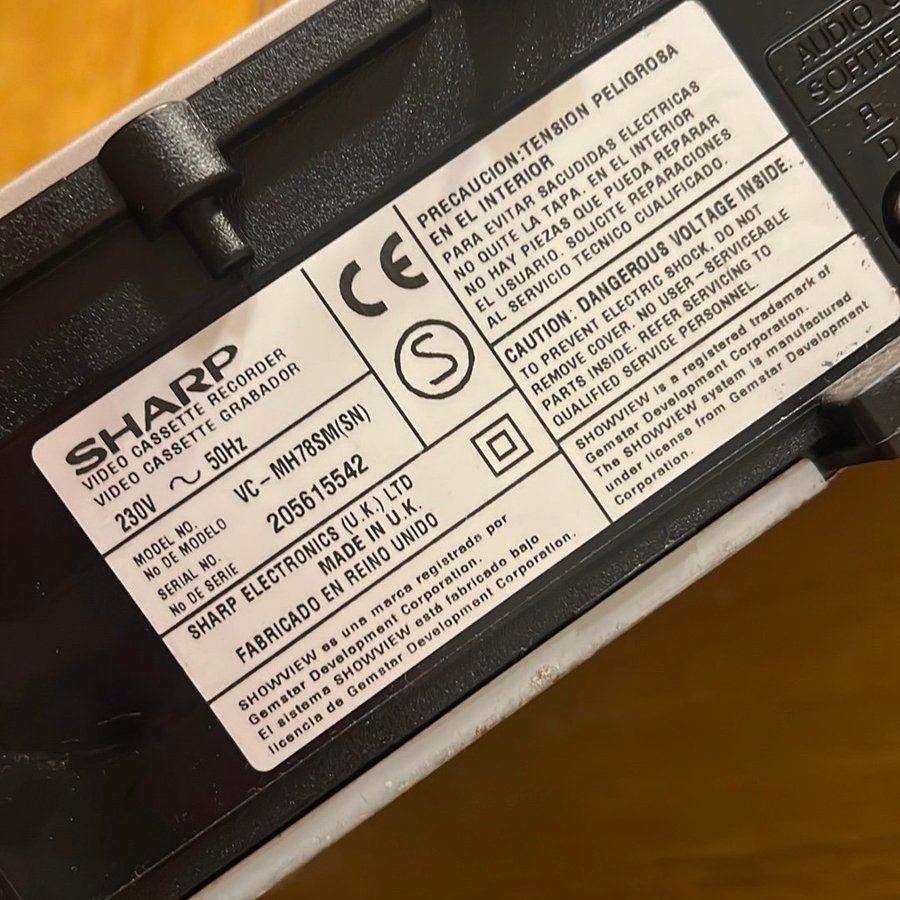 SHARP
VIDEO CASSETTE RECORDER
VIDEO CASSETTE GRABADOR
230V ~ 50Hz
MODEL NO.
No DE MODELO
VC-MH78SM(SN)
SERIAL NO.
No DE SERIE
205615542
SHARP ELECTRONICS (U.K.) LTD
MADE IN U.K.
FABRICADO EN REINO UNIDO
SHOWVIEW es una marca registrada por
Gemstar Development Corporation.
El sistema SHOWVIEW está fabricado bajo
licencia de Gemstar Development Corporation.
CE
S
PRECAUCION:TENSION PELIGROSA
EN EL INTERIOR
PARA EVITAR SACUDIDAS ELECTRICAS
NO QUITE LA TAPA. EN EL INTERIOR
NO HAY PIEZAS QUE PUEDA REPARAR
EL USUARIO. SOLICITE REPARACIONES
AL SERVICIO TECNICO CUALIFICADO.
CAUTION: DANGEROUS VOLTAGE INSIDE.
TO PREVENT ELECTRIC SHOCK, DO NOT
REMOVE COVER. NO USER-SERVICEABLE
PARTS INSIDE. REFER SERVICING TO
QUALIFIED SERVICE PERSONNEL.
SHOWVIEW is a registered trademark of
Gemstar Development Corporation.
The SHOWVIEW system is manufactured
under license from Gemstar Development
Corporation.
AUDIO
SORTIE